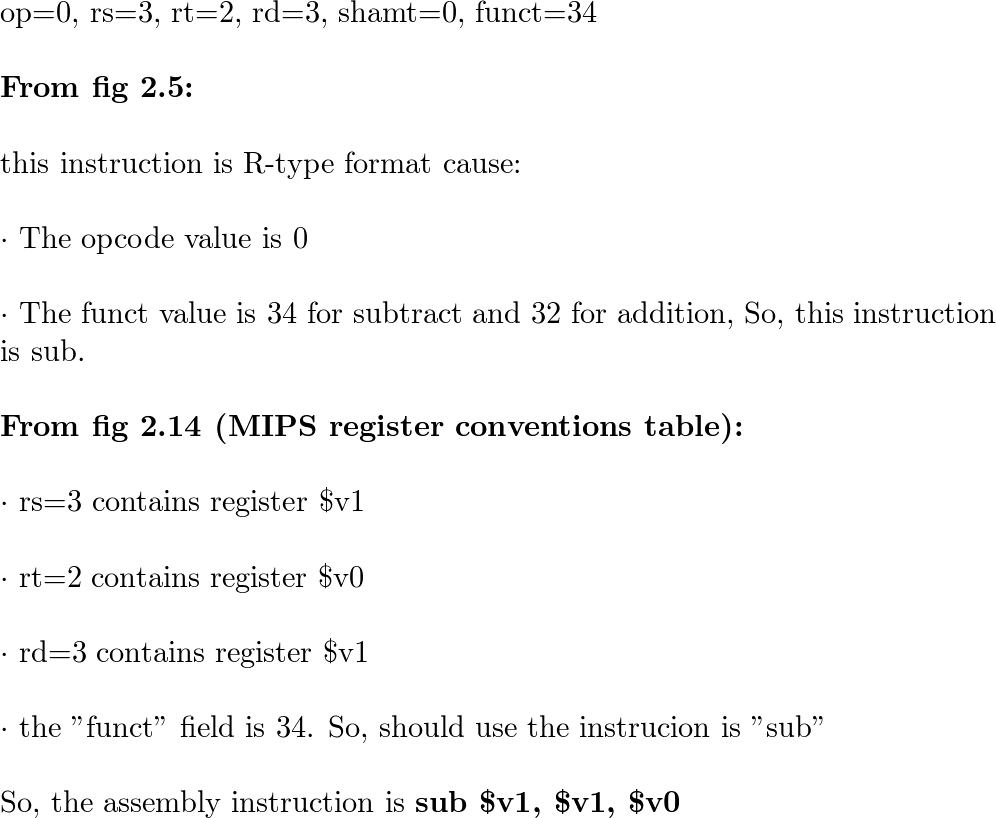 op=0, rs=3, rt=2, rd=3, shamt=0, funct=34
From fig 2.5:
this instruction is R-type format cause:
· The opcode value is 0
· The funct value is 34 for subtract and 32 for addition, So, this instruction
is sub.
From fig 2.14 (MIPS register conventions table):
· rs=3 contains register $v1
· rt=2 contains register $v0
· rd=3 contains register $v1
· the ”funct” field is 34. So, should use the instrucion is ”sub”
So, the assembly instruction is sub $v1, $v1, $v0